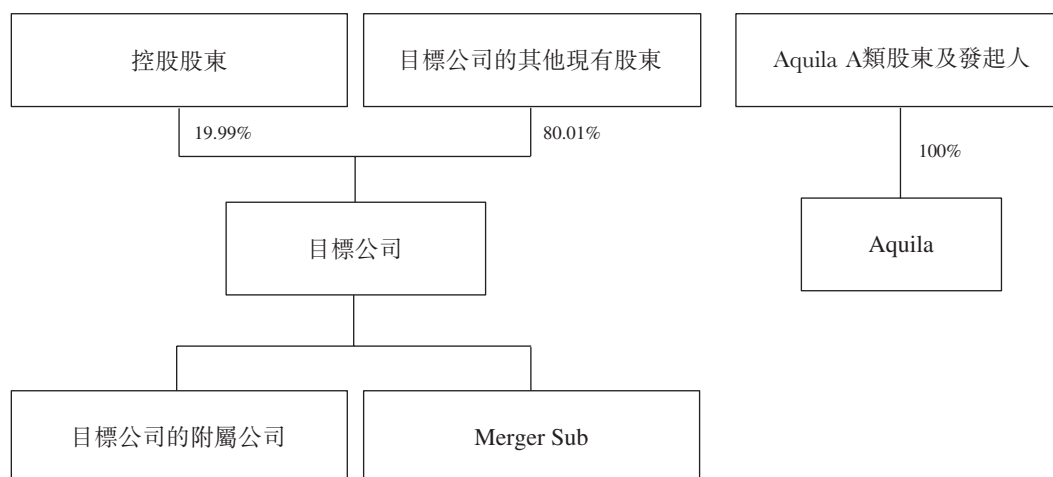 控股股東
目標公司的其他現有股東
Aquila A類股東及發起人
19.99%
80.01%
100%
目標公司
Aquila
目標公司的附屬公司
Merger Sub